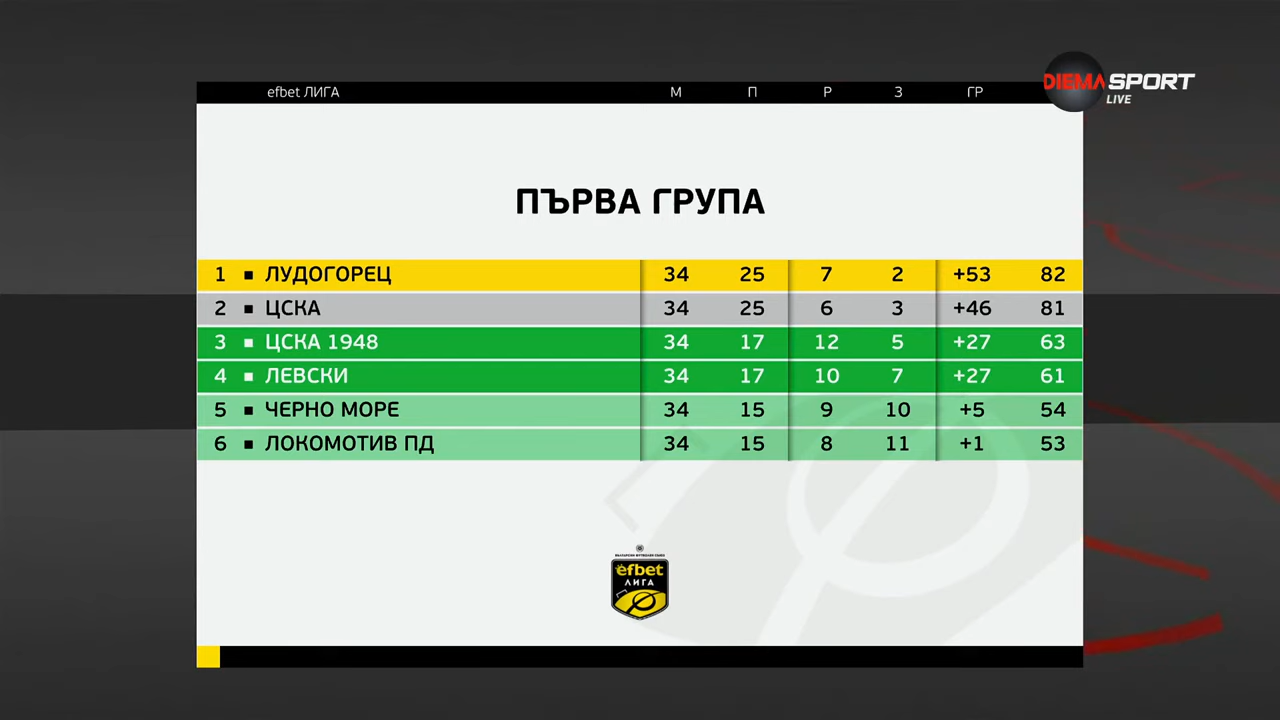 DIEMA SPORT
LIVE
efbet ЛИГА М П Р З ГР
ПЪРВА ГРУПА
1 ЛУДОГОРЕЦ 34 25 7 2 +53 82
2 ЦСКА 34 25 6 3 +46 81
3 ЦСКА 1948 34 17 12 5 +27 63
4 ЛЕВСКИ 34 17 10 7 +27 61
5 ЧЕРНО МОРЕ 34 15 9 10 +5 54
6 ЛОКОМОТИВ ПД 34 15 8 11 +1 53
efbet
ЛИГА